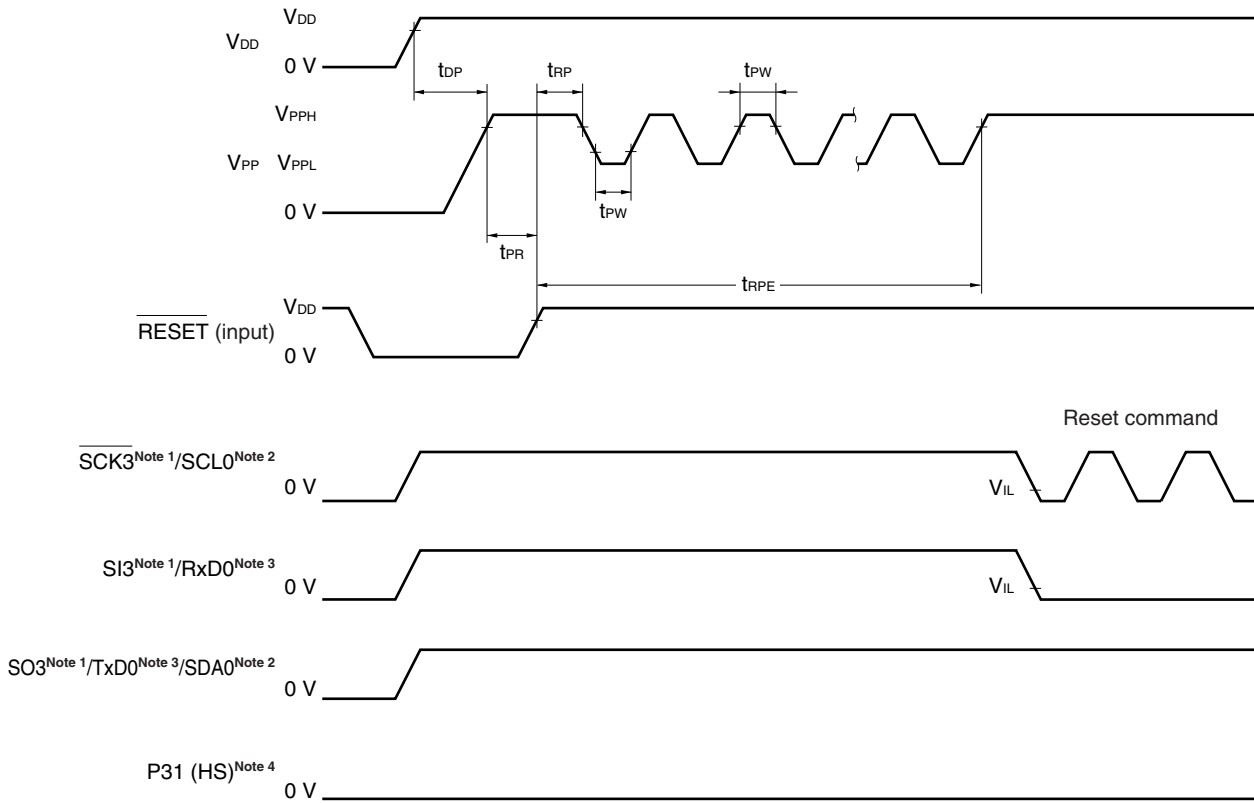 VDD
VDD
0 V
tDP
tRP
tPW
VPPH
VPP
VPPL
tPW
0 V
tPR
tRPE
VDD
RESET (input)
0 V
Reset command
SCK3Note 1/SCL0Note 2
0 V
VIL
SI3Note 1/RxD0Note 3
0 V
VIL
SO3Note 1/TxD0Note 3/SDA0Note 2
0 V
P31 (HS)Note 4
0 V